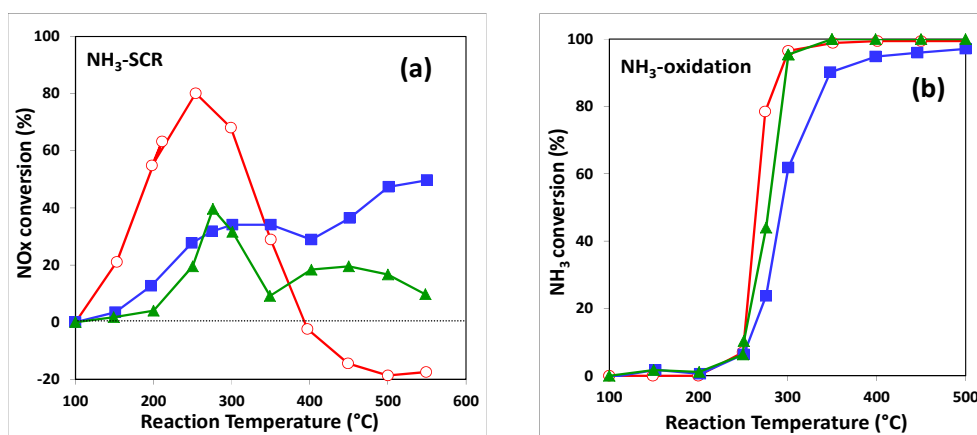 NH₃-SCR
(a)
NOx conversion (%)
100
80
60
40
20
0
-20
100 200 300 400 500 600
Reaction Temperature (°C)
NH₃-oxidation
(b)
NH₃ conversion (%)
100
80
60
40
20
0
100 200 300 400 500
Reaction Temperature (°C)